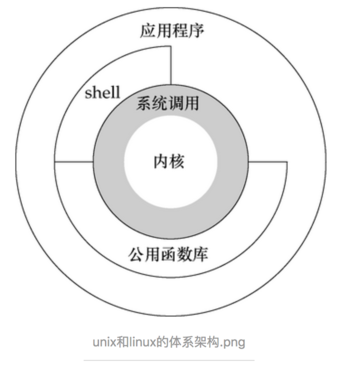 应用程序
shell
系统调用
内核
公用函数库
unix和linux的体系架构.png